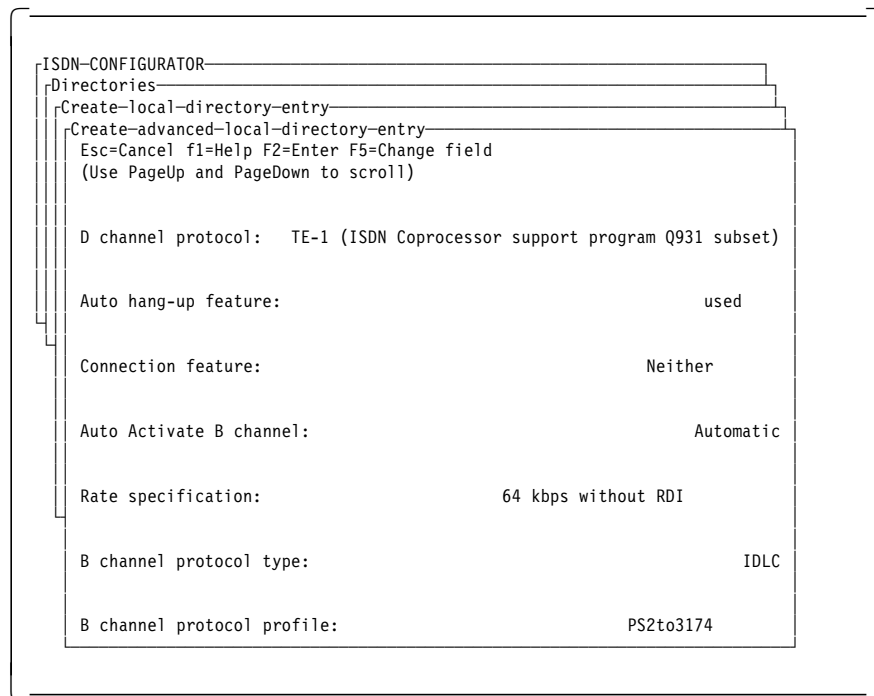 ISDN-CONFIGURATOR
Directories
Create-local-directory-entry
Create-advanced-local-directory-entry
Esc=Cancel f1=Help F2=Enter F5=Change field
(Use PageUp and PageDown to scroll)
D channel protocol: TE-1 (ISDN Coprocessor support program Q931 subset)
Auto hang-up feature: used
Connection feature: Neither
Auto Activate B channel: Automatic
Rate specification: 64 kbps without RDI
B channel protocol type: IDLC
B channel protocol profile: PS2to3174